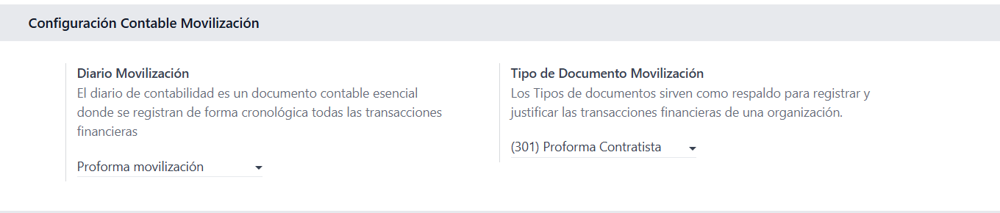 Configuración Contable Movilización
Diario Movilización
El diario de contabilidad es un documento contable esencial
donde se registran de forma cronológica todas las transacciones
financieras
Proforma movilización
Tipo de Documento Movilización
Los Tipos de documentos sirven como respaldo para registrar y
justificar las transacciones financieras de una organización.
(301) Proforma Contratista